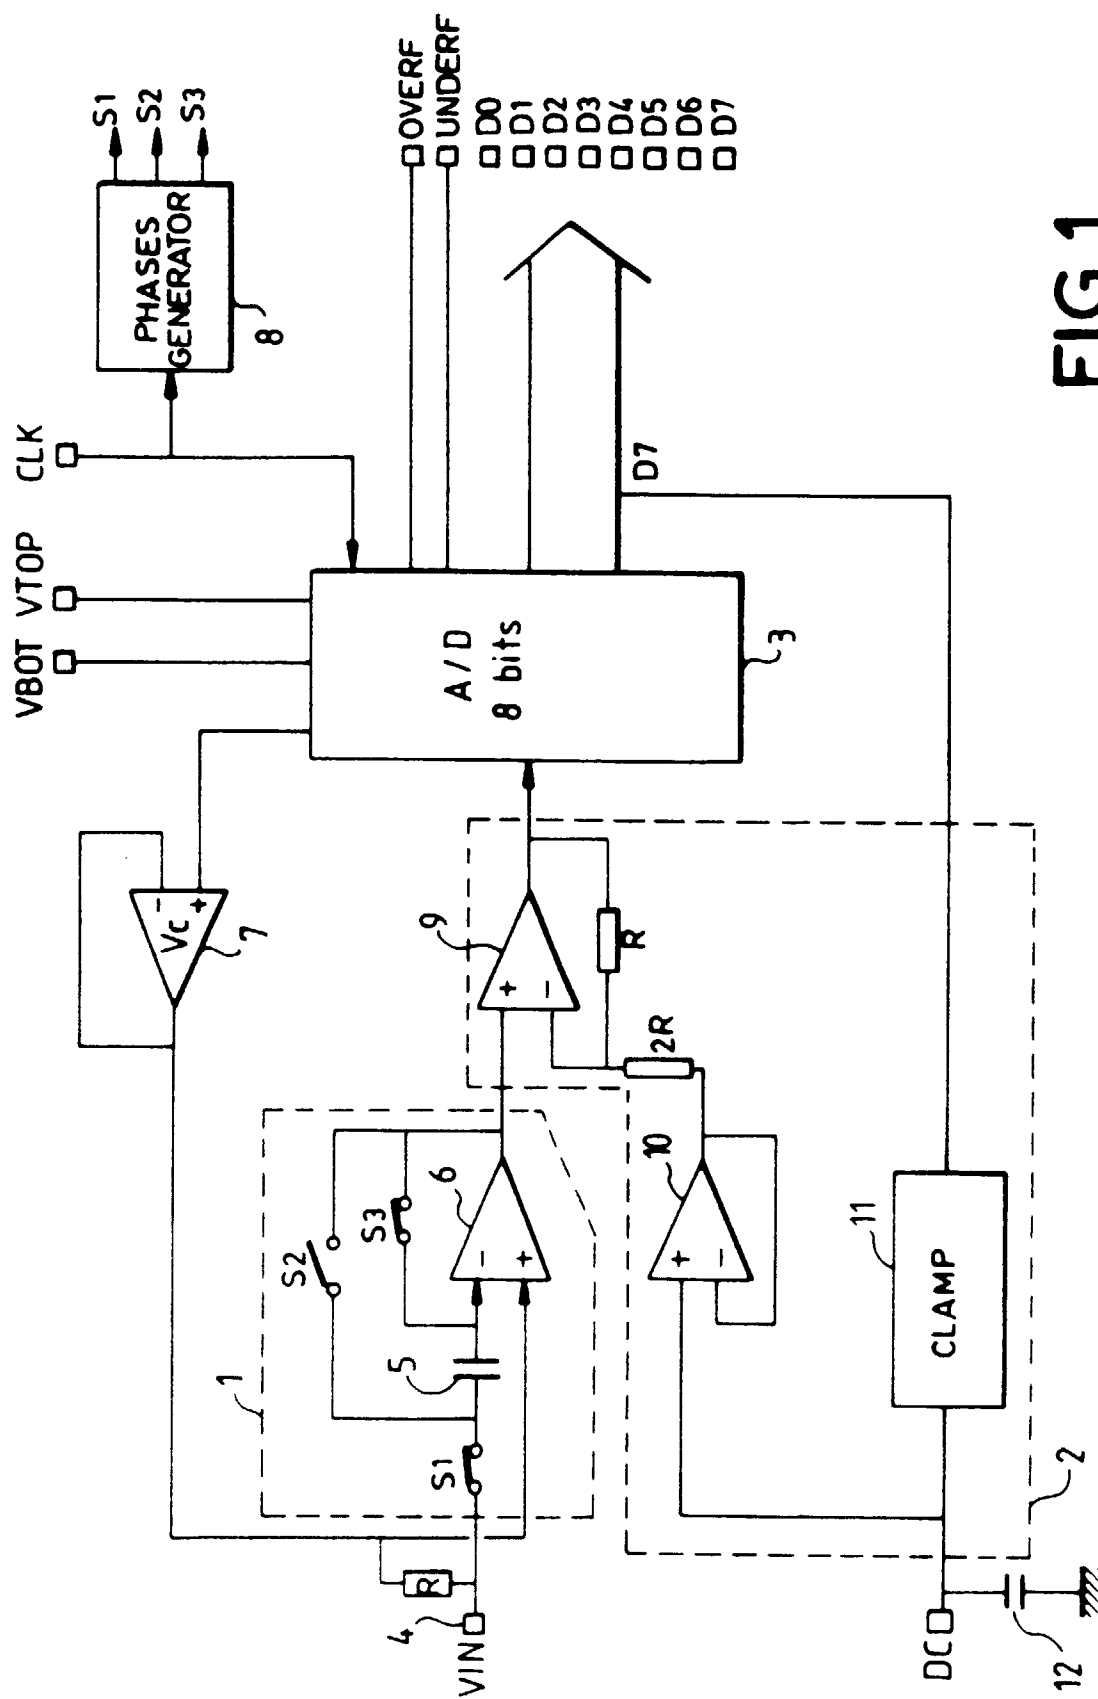 S1
S2
S3
PHASES
GENERATOR
8
VBOT
VTOP
CLK
OVERF
UNDERF
D0
D1
D2
D3
D4
D5
D6
D7
D7
A/D
8 bits
3
-
+
Vc
7
9
+
-
R
2R
1
S2
S3
6
-
+
5
S1
R
4
VIN
10
+
-
11
CLAMP
2
DC
12
FIG.1